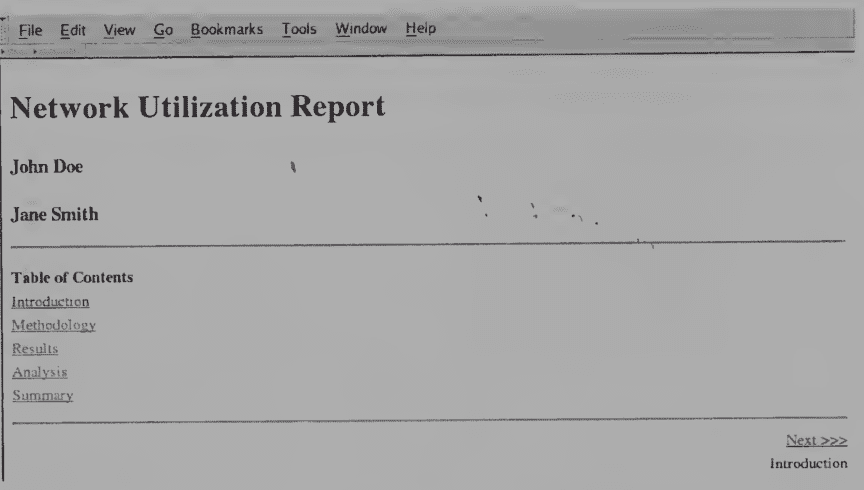 File Edit View Go Bookmarks Tools Window Help
Network Utilization Report
John Doe
Jane Smith
Table of Contents
Introduction
Methodology
Results
Analysis
Summary
Next >>>
Introduction